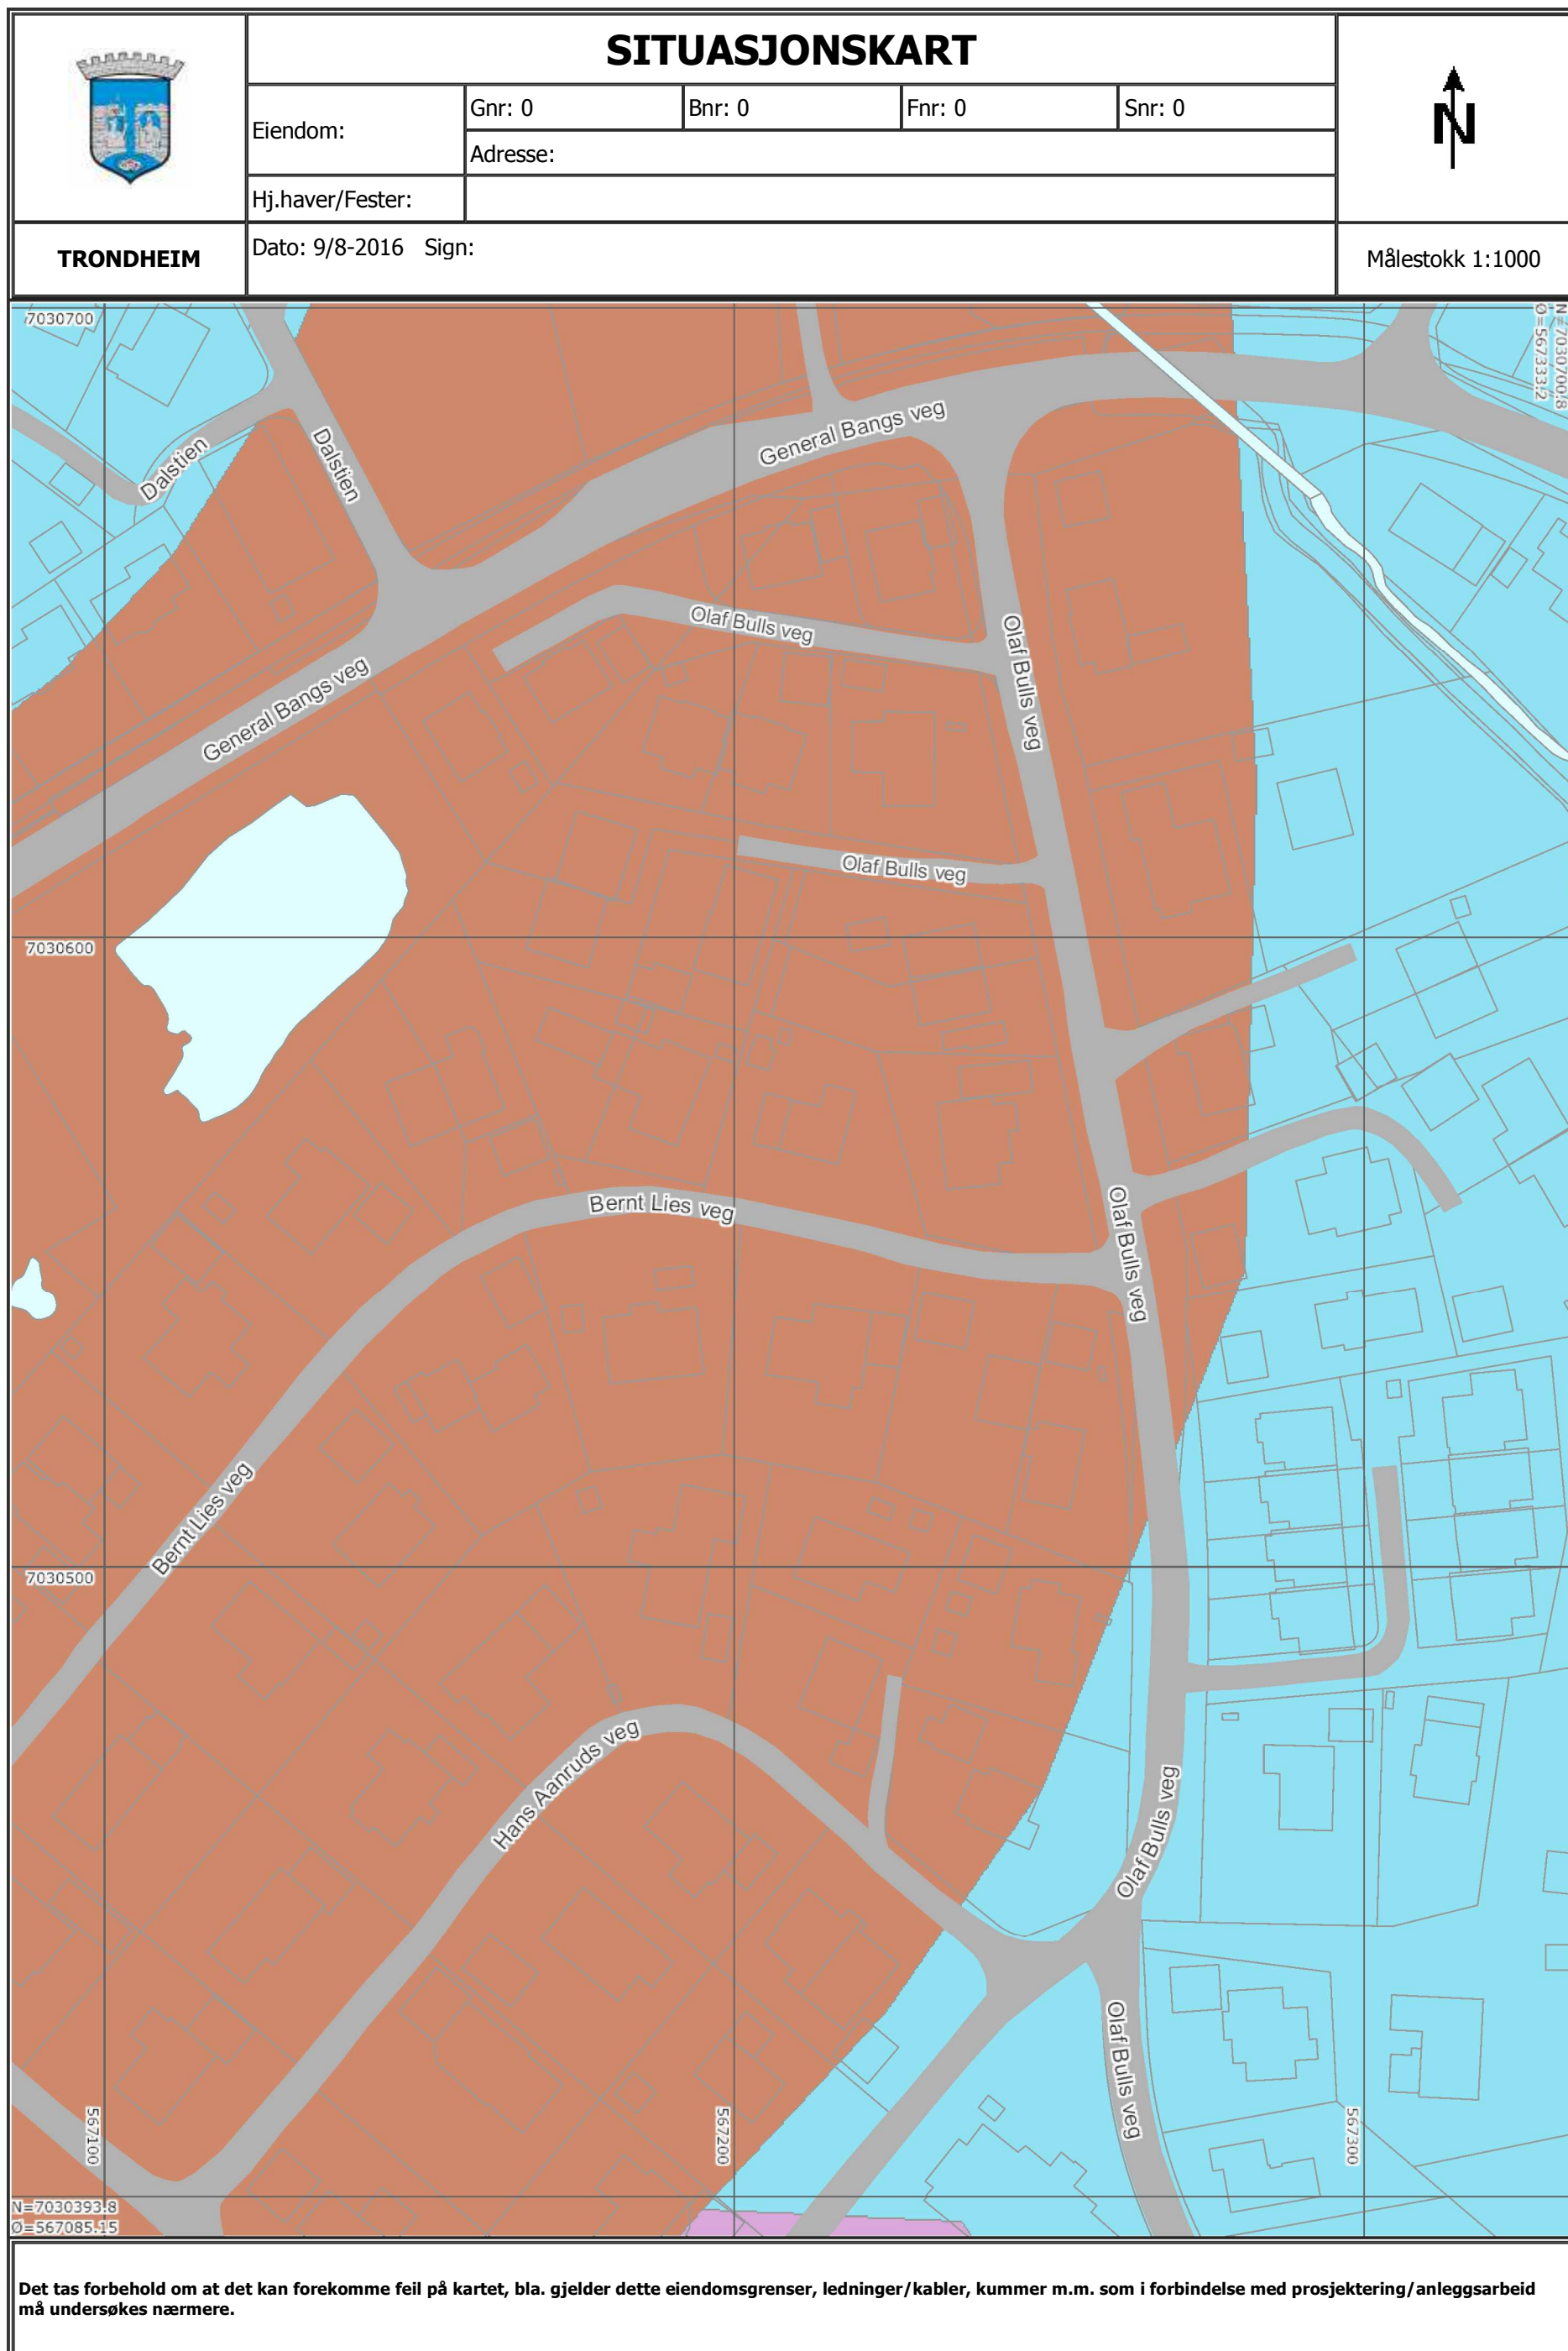 SITUASJONSKART
Eiendom:
Gnr: 0
Bnr: 0
Fnr: 0
Snr: 0
Adresse:
Hj.haver/Fester:
N
TRONDHEIM
Dato: 9/8-2016 Sign:
Målestokk 1:1000
7030700
N=7030700.8
Ø=567333.2
Dalstien
Dalstien
General Bangs veg
Olaf Bulls veg
Olaf Bulls veg
General Bangs veg
Olaf Bulls veg
7030600
Bernt Lies veg
Olaf Bulls veg
Bernt Lies veg
7030500
Hans Aanruds veg
Olaf Bulls veg
Olaf Bulls veg
567100
567200
567300
N=7030393.8
Ø=567085.15
Det tas forbehold om at det kan forekomme feil på kartet, bla. gjelder dette eiendomsgrenser, ledninger/kabler, kummer m.m. som i forbindelse med prosjektering/anleggsarbeid
må undersøkes nærmere.